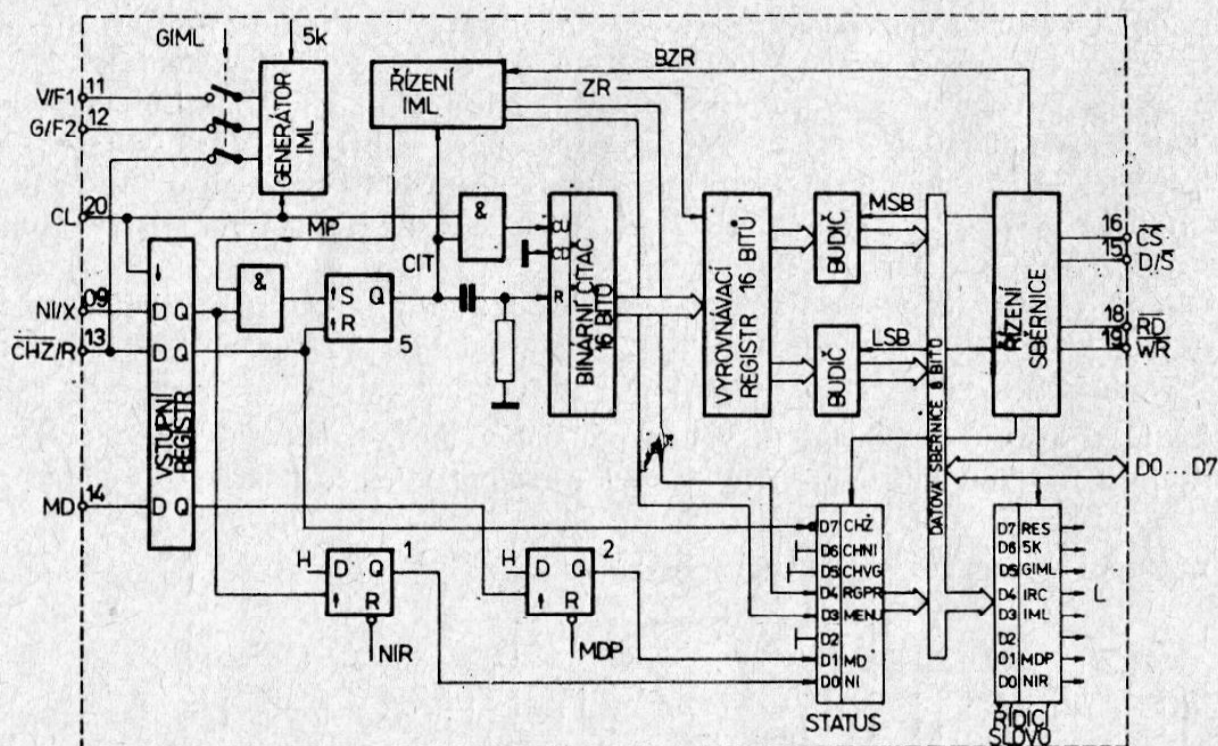 GIML
5k
V/F1
11
G/F2
12
GENERÁTOR
IML
ŘÍZENÍ
IML
BZR
ZR
CL
20
MP
&
CIT
&
CU
CD
R
BINÁRNÍ ČÍTAČ
16 BITŮ
VYROVNÁVACÍ
REGISTR 16 BITŮ
BUDIČ
MSB
BUDIČ
LSB
DATOVÁ SBĚRNICE 8 BITŮ
ŘÍZENÍ
SBĚRNICE
16
CS
15
D/S
18
RD
19
WR
NI/X
09
D Q
CHZ/R
13
D Q
S Q
R
5
VSTUPNÍ
REGISTR
MD
14
D Q
H
D Q
R
1
NIR
H
D Q
R
2
MDP
D0...D7
D7 CHŽ
D6 CHNI
D5 CHVG
D4 RGPR
D3 MENU
D2
D1 MD
D0 NI
STATUS
D7 RES
D6 5K
D5 GIML
D4 IRC
L
D3 IML
D2
D1 MDP
D0 NIR
ŘÍDICÍ
SLOVO